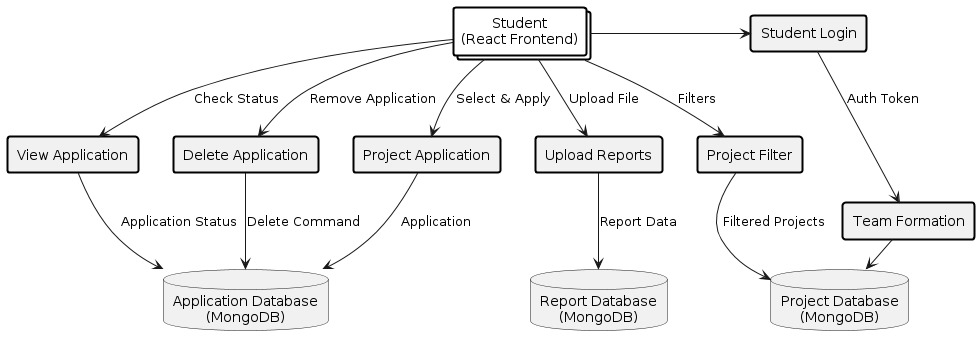 Student
(React Frontend)
Student Login
Check Status
Remove Application
Select & Apply
Upload File
Filters
Auth Token
View Application
Delete Application
Project Application
Upload Reports
Project Filter
Team Formation
Application Status
Delete Command
Application
Report Data
Filtered Projects
Application Database
(MongoDB)
Report Database
(MongoDB)
Project Database
(MongoDB)